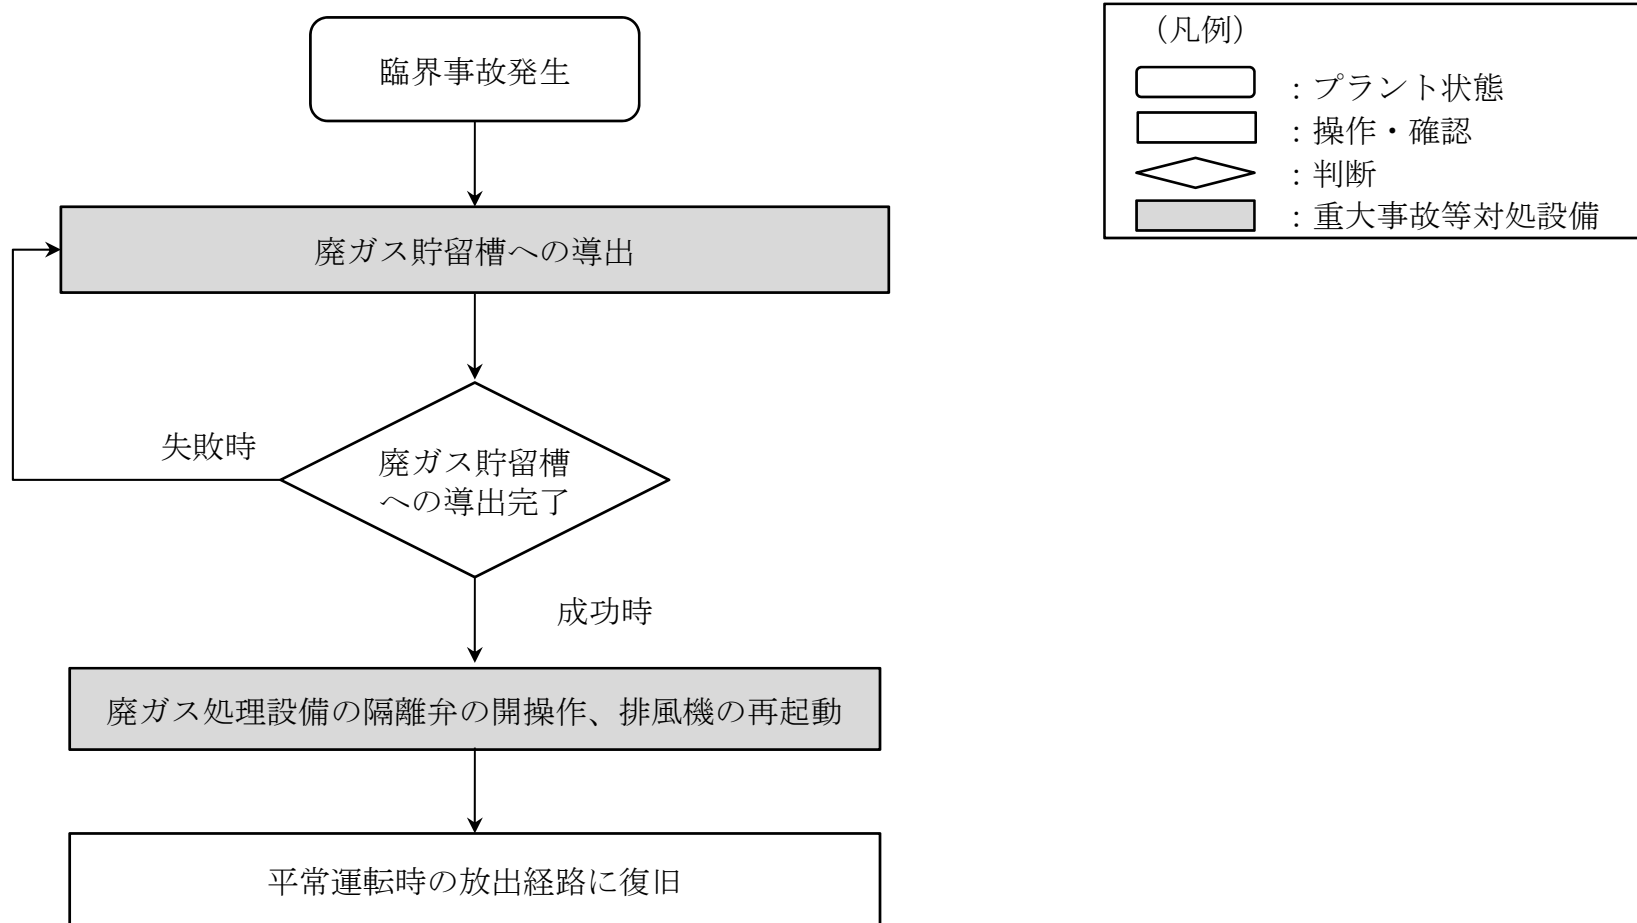 臨界事故発生
廃ガス貯留槽への導出
失敗時
廃ガス貯留槽
への導出完了
成功時
廃ガス処理設備の隔離弁の開操作、排風機の再起動
平常運転時の放出経路に復旧
（凡例）
：プラント状態
：操作・確認
：判断
：重大事故等対処設備